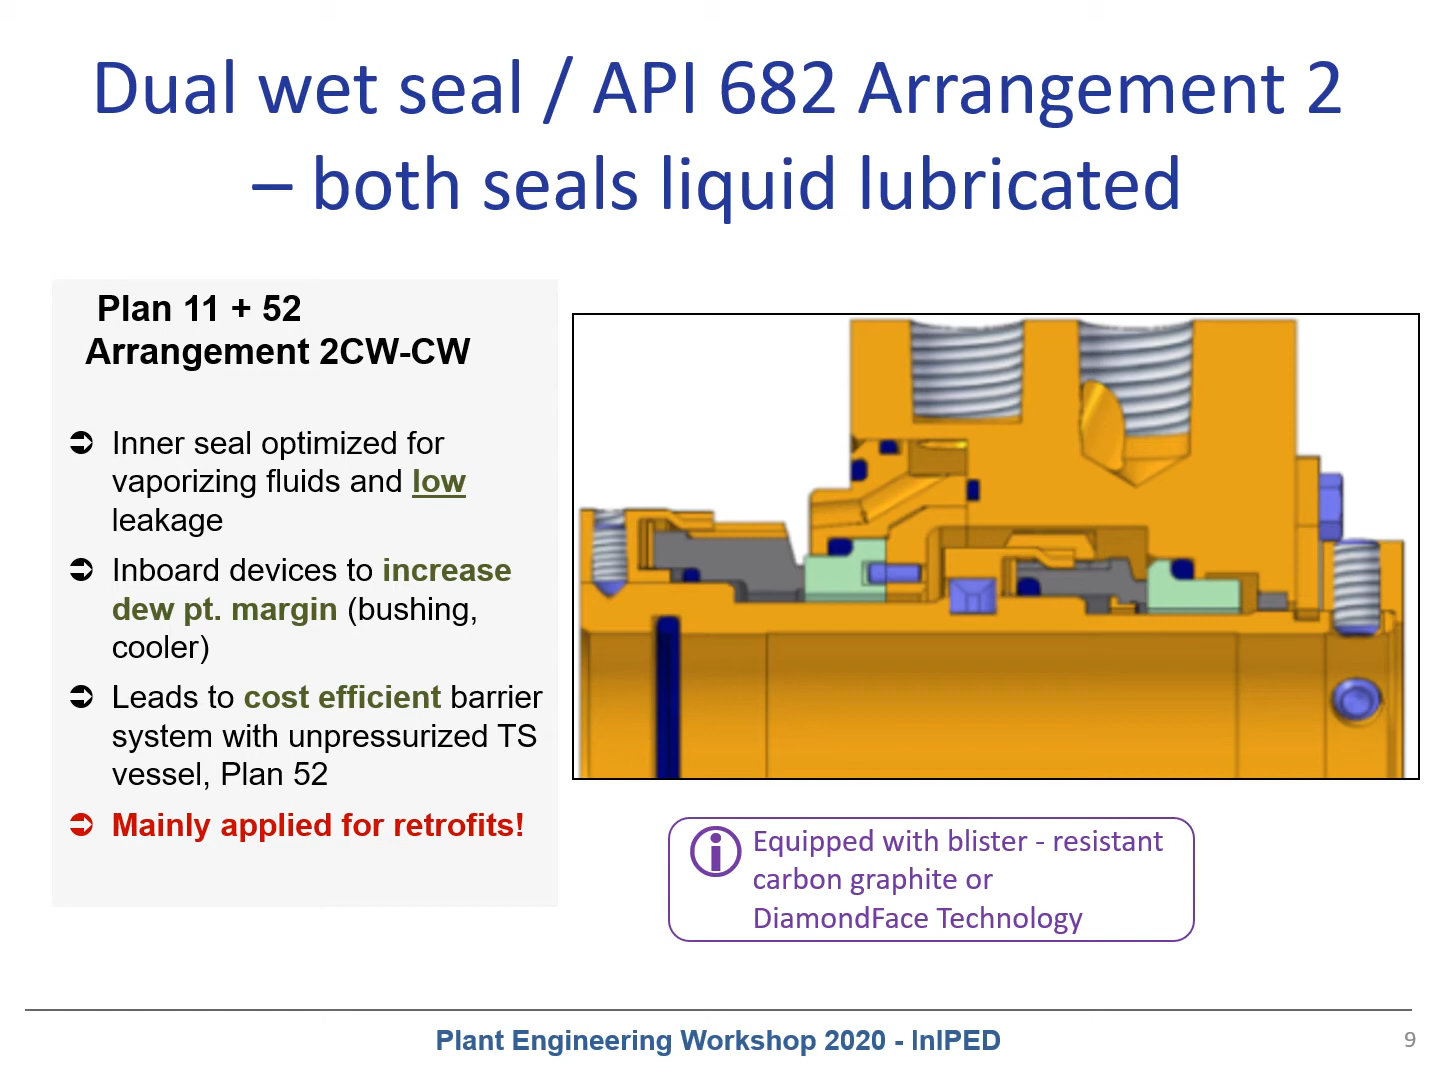 Dual wet seal / API 682 Arrangement 2
– both seals liquid lubricated
Plan 11 + 52
Arrangement 2CW-CW
Inner seal optimized for
vaporizing fluids and low
leakage
Inboard devices to increase
dew pt. margin (bushing,
cooler)
Leads to cost efficient barrier
system with unpressurized TS
vessel, Plan 52
Mainly applied for retrofits!
Equipped with blister - resistant
carbon graphite or
DiamondFace Technology
Plant Engineering Workshop 2020 - InIPED
9